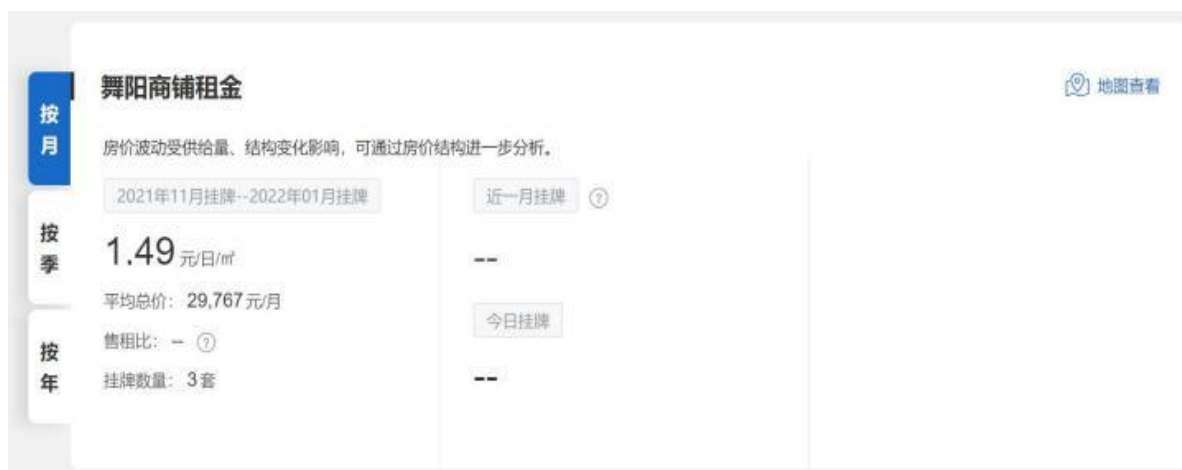 舞阳商铺租金
地图查看
房价波动受供给量、结构变化影响，可通过房价结构进一步分析。
按月
按季
按年
2021年11月挂牌--2022年01月挂牌
1.49 元/日/㎡
平均总价： 29,767元/月
售租比： -- ?
挂牌数量： 3套
近一月挂牌 ?
--
今日挂牌
--